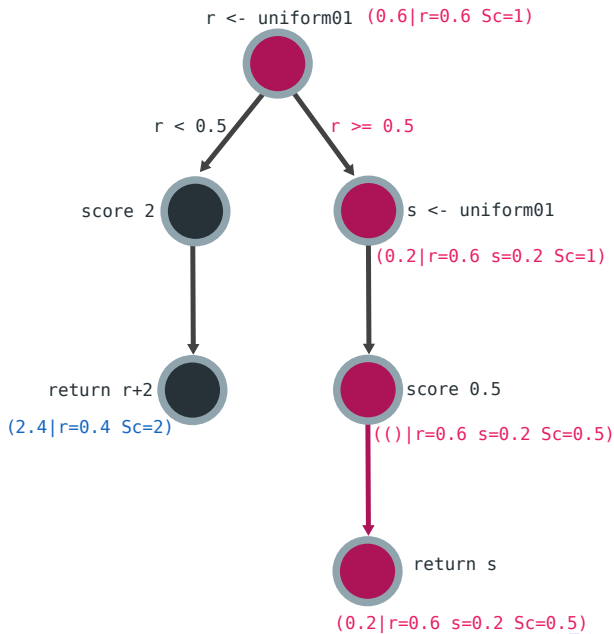 r <- uniform01 (0.6|r=0.6 Sc=1)
r < 0.5 r >= 0.5
score 2 s <- uniform01
(0.2|r=0.6 s=0.2 Sc=1)
return r+2 score 0.5
(2.4|r=0.4 Sc=2) (()|r=0.6 s=0.2 Sc=0.5)
return s
(0.2|r=0.6 s=0.2 Sc=0.5)